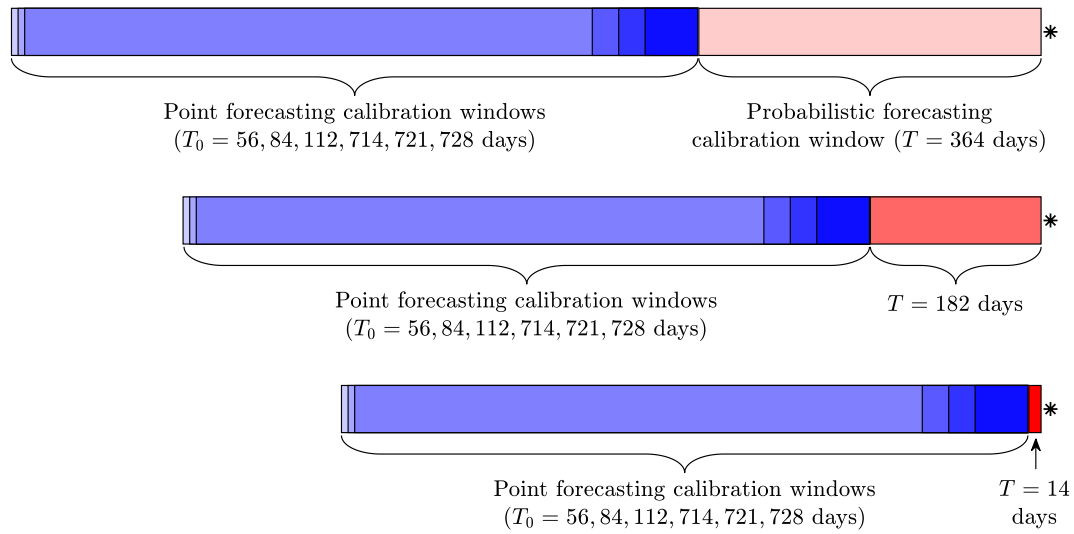 Point forecasting calibration windows
(T₀ = 56, 84, 112, 714, 721, 728 days)
Probabilistic forecasting
calibration window (T = 364 days)
Point forecasting calibration windows
(T₀ = 56, 84, 112, 714, 721, 728 days)
T = 182 days
Point forecasting calibration windows
(T₀ = 56, 84, 112, 714, 721, 728 days)
T = 14
days